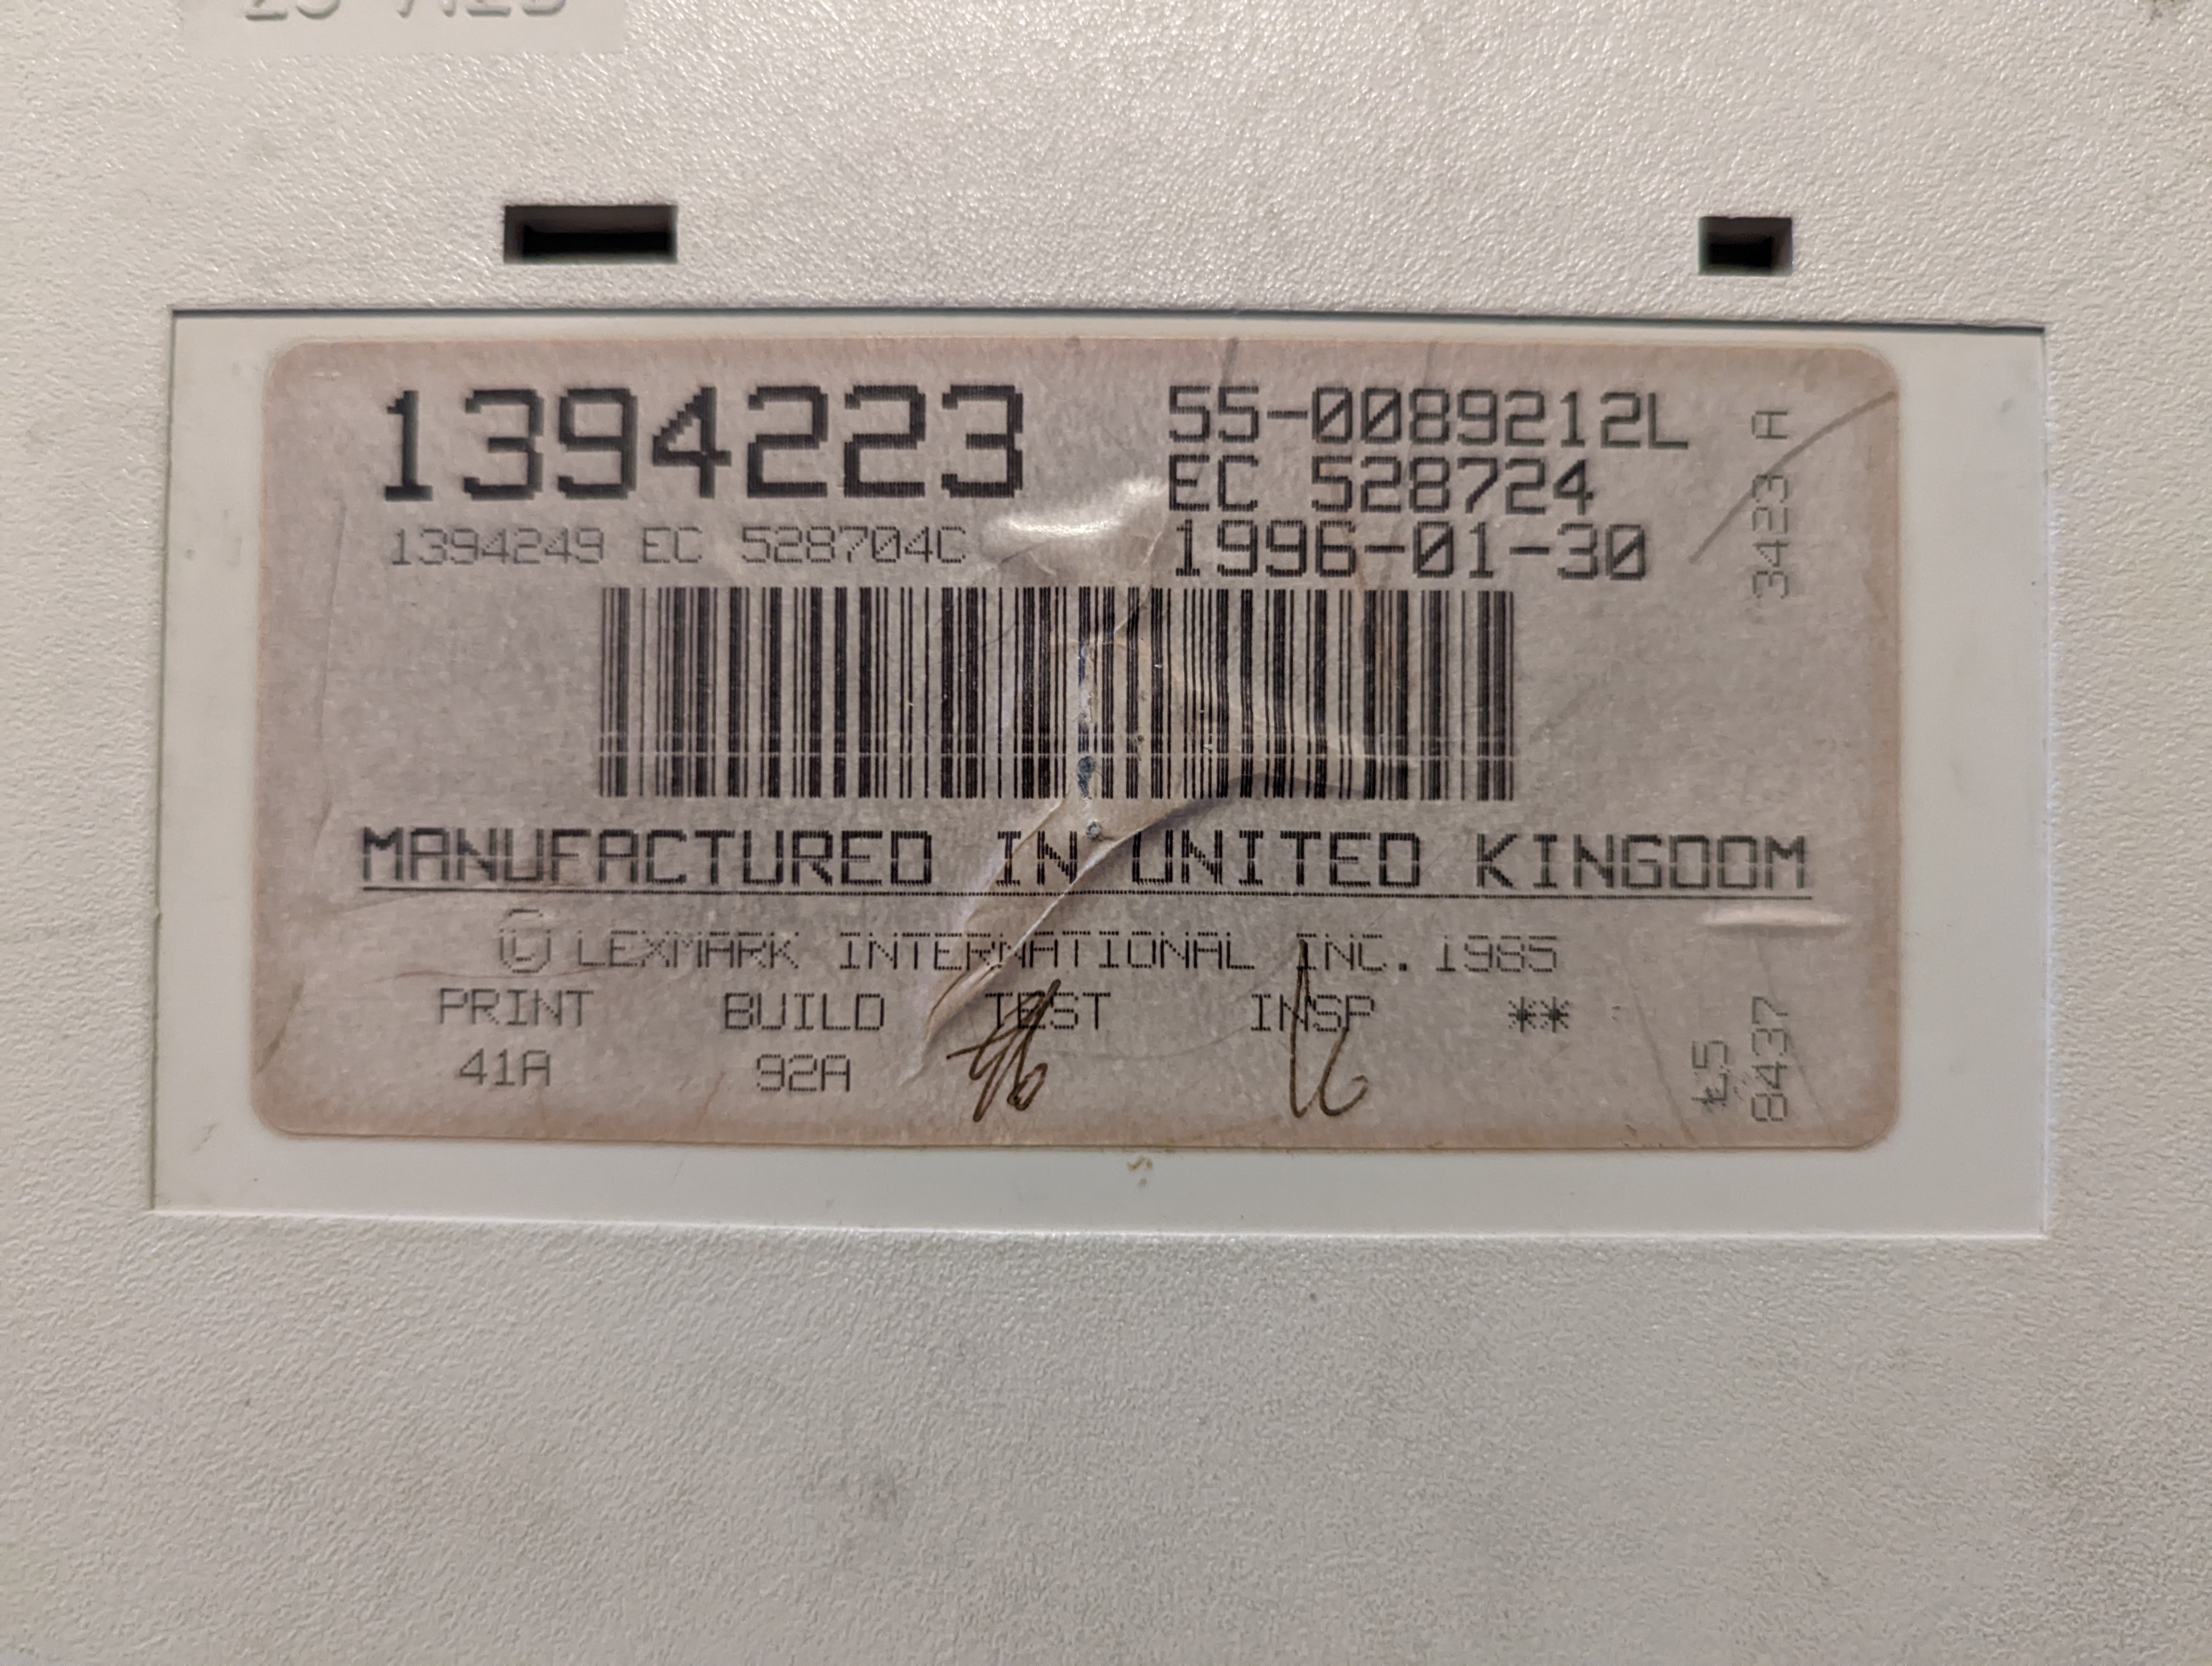 1394223
55-0089212L
EC 528724
1996-01-30
1394249 EC 528704C
3423 A
MANUFACTURED IN UNITED KINGDOM
© LEXMARK INTERNATIONAL INC. 1985
PRINT BUILD TEST INSP **
41A 92A
8437